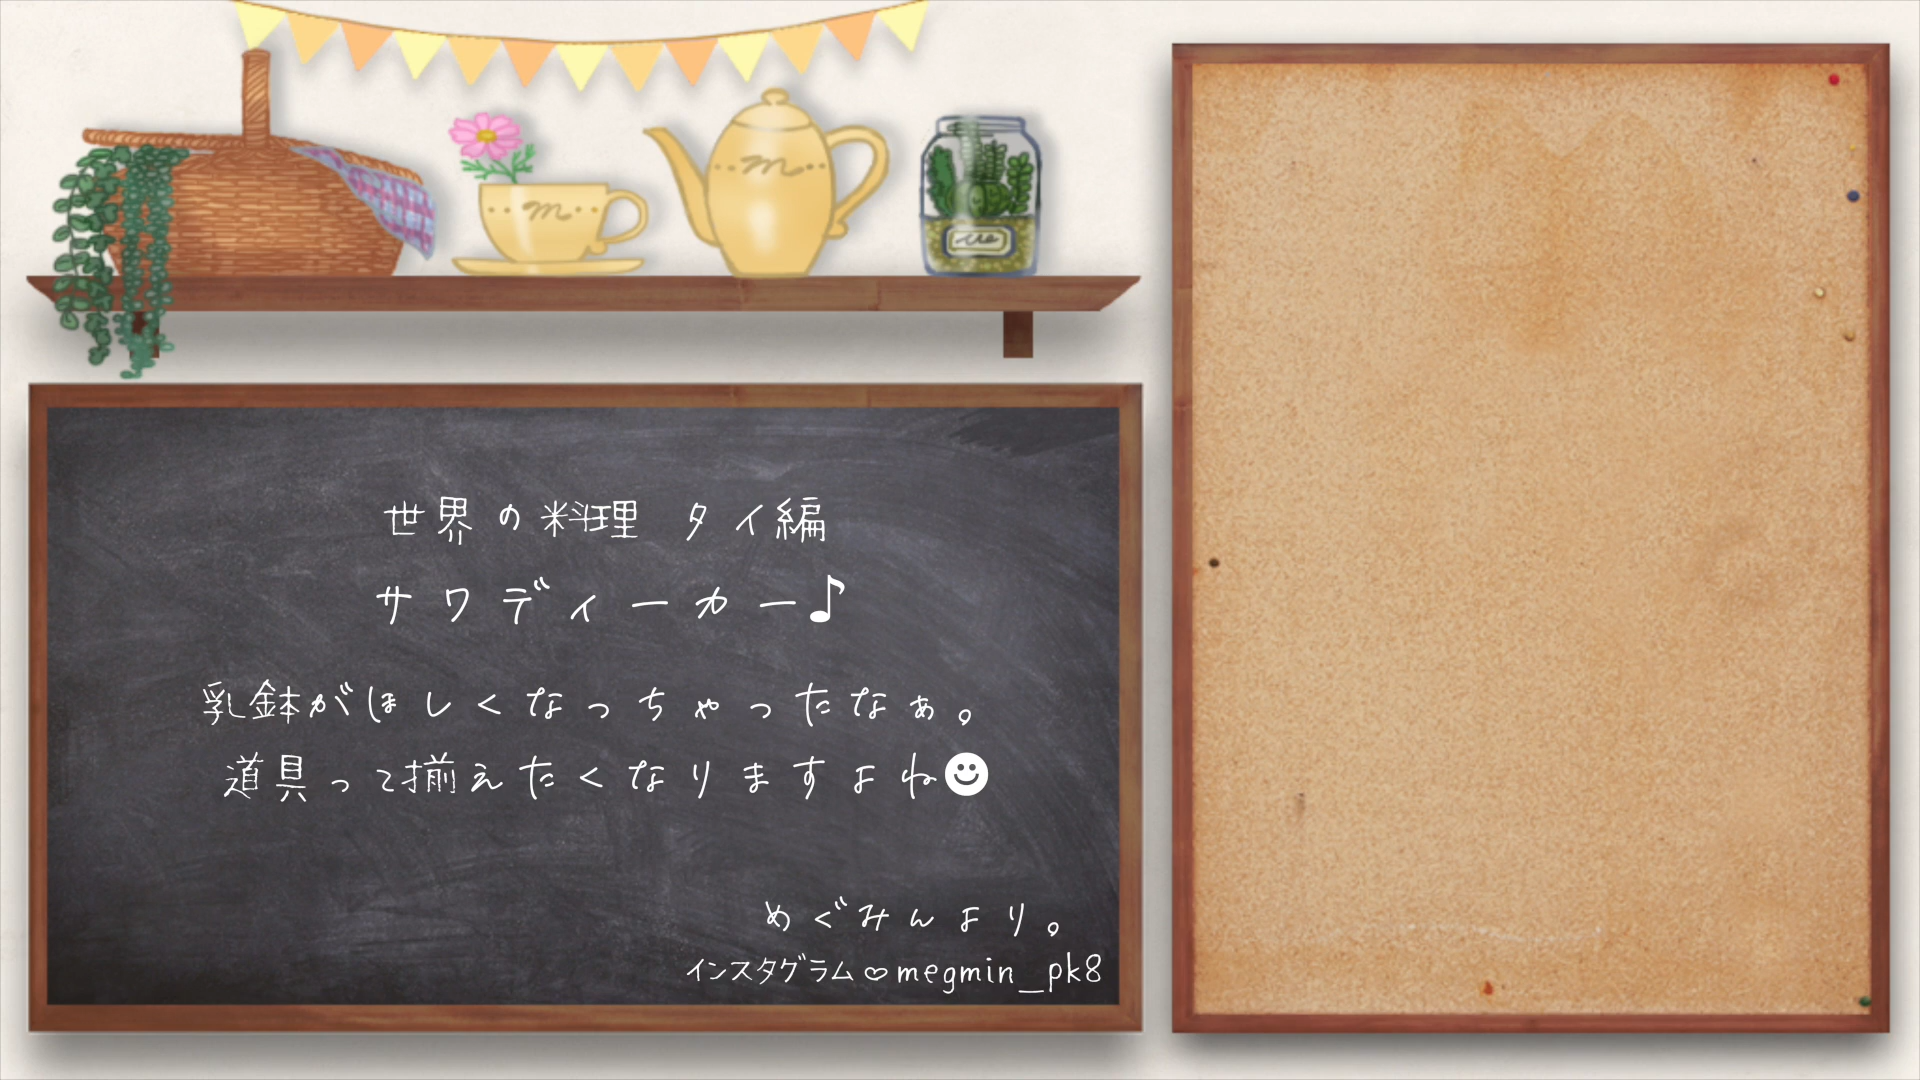 m
m
世界の料理 タイ編
サワディーカー♪
乳鉢がほしくなっちゃったなぁ。
道具って揃えたくなりますよね☻
めぐみんより。
インスタグラム♡megmin_pk8